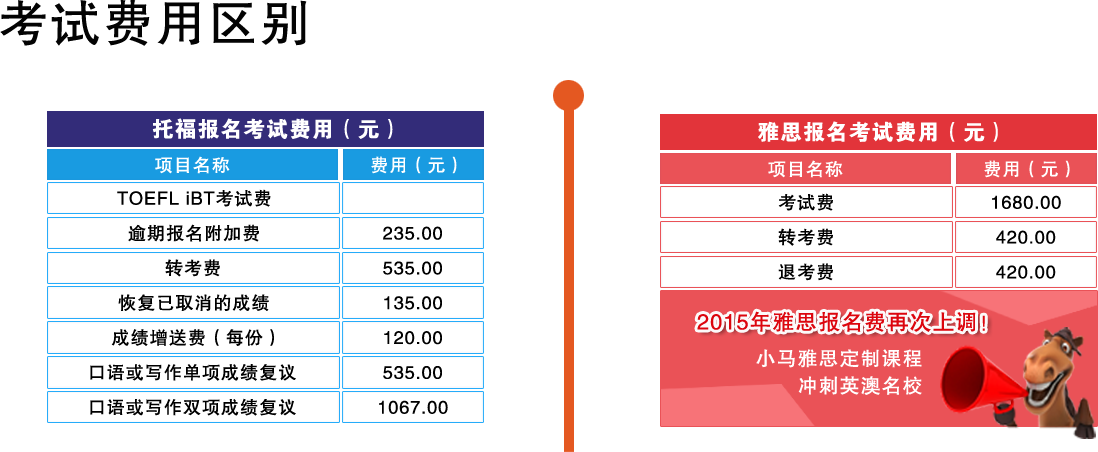 考试费用区别
托福报名考试费用（元）
项目名称 费用（元）
TOEFL iBT考试费
逾期报名附加费 235.00
转考费 535.00
恢复已取消的成绩 135.00
成绩增送费（每份） 120.00
口语或写作单项成绩复议 535.00
口语或写作双项成绩复议 1067.00
雅思报名考试费用（元）
项目名称 费用（元）
考试费 1680.00
转考费 420.00
退考费 420.00
2015年雅思报名费再次上调!
小马雅思定制课程
冲刺英澳名校